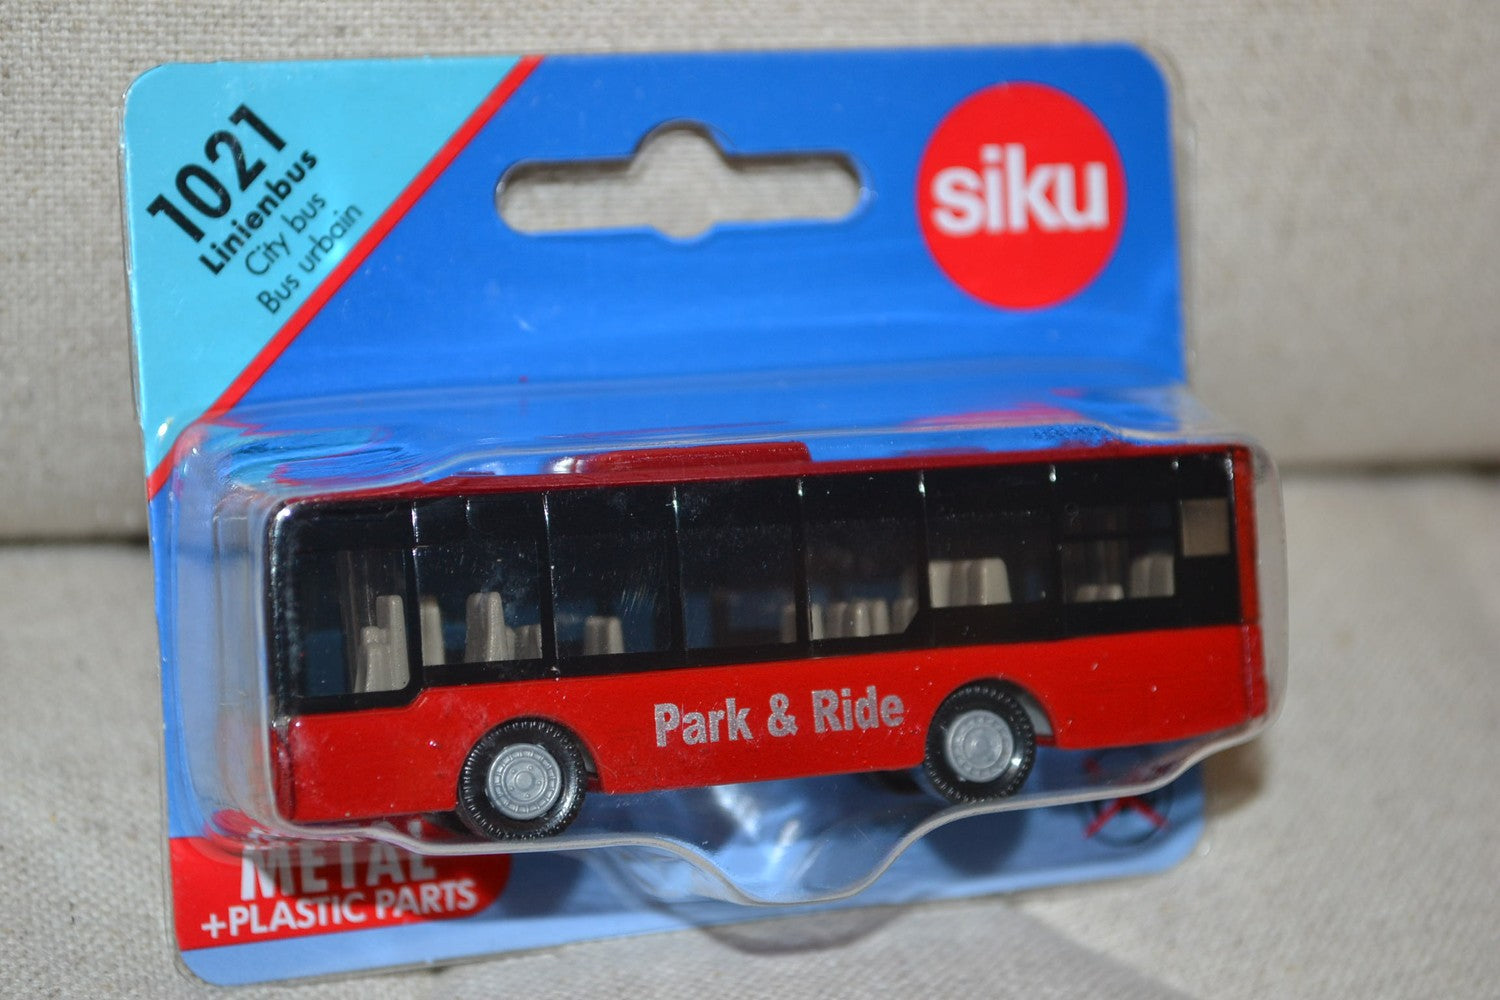 1021
Linienbus
City bus
Bus urbain
siku
Park & Ride
METAL
+PLASTIC PARTS